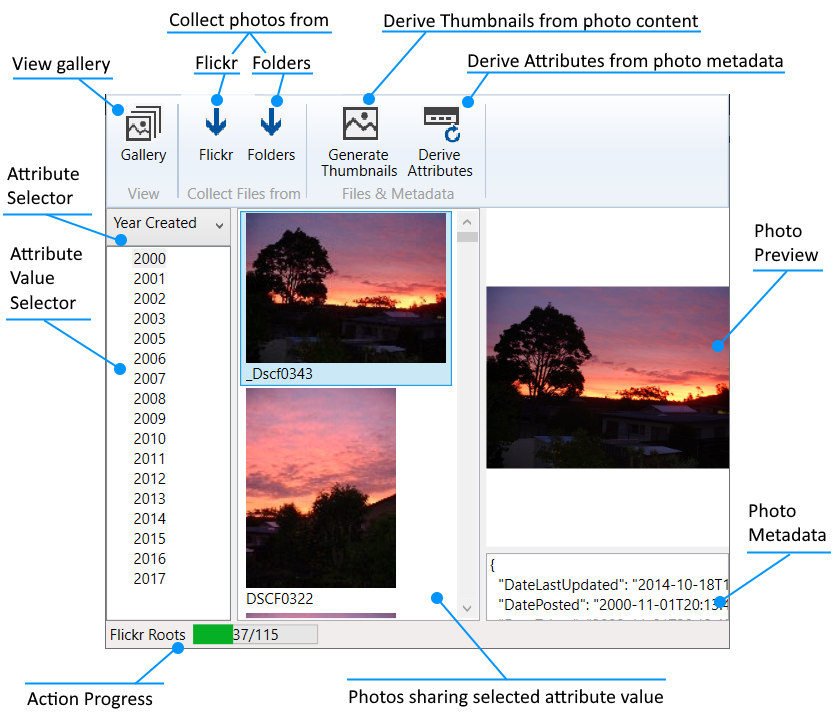 Collect photos from
Derive Thumbnails from photo content
View gallery
Flickr
Folders
Derive Attributes from photo metadata
Gallery
Flickr
Folders
Generate
Thumbnails
Derive
Attributes
View
Collect Files from
Files & Metadata
Attribute
Selector
Year Created
Attribute
Value
Selector
2000
2001
2002
2003
2005
2006
2007
2008
2009
2010
2011
2012
2013
2014
2015
2016
2017
_Dscf0343
DSCF0322
Photo
Preview
Photo
Metadata
{
"DateLastUpdated": "2014-10-18T1
"DatePosted": "2000-11-01T20:13:4
Flickr Roots
37/115
Action Progress
Photos sharing selected attribute value